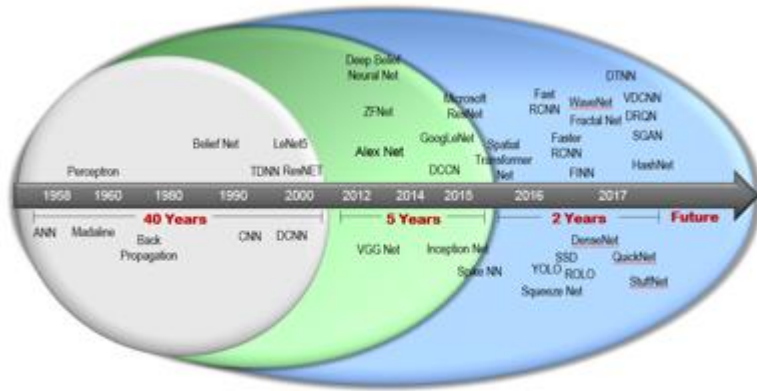 Deep Belief
Neural Net
DTNN
Fast
RCNN
WaveNet
VDCNN
Microsoft
ResNet
ZFNet
Fractal Net
DRQN
SGAN
Belief Net
LeNet5
GoogLeNet
Spatial
Transformer
Net
Faster
RCNN
Alex Net
HashNet
Perceptron
TDNN
ResNET
DCCN
FINN
1958 1960 1980 1990 2000 2012 2014 2015 2016 2017
40 Years 5 Years 2 Years Future
ANN
Madaline
Back
Propagation
CNN
DCNN
VGG Net
Inception Net
Spike NN
DenseNet
SSD
QuickNet
YOLO
ROLO
StuffNet
Squeeze Net